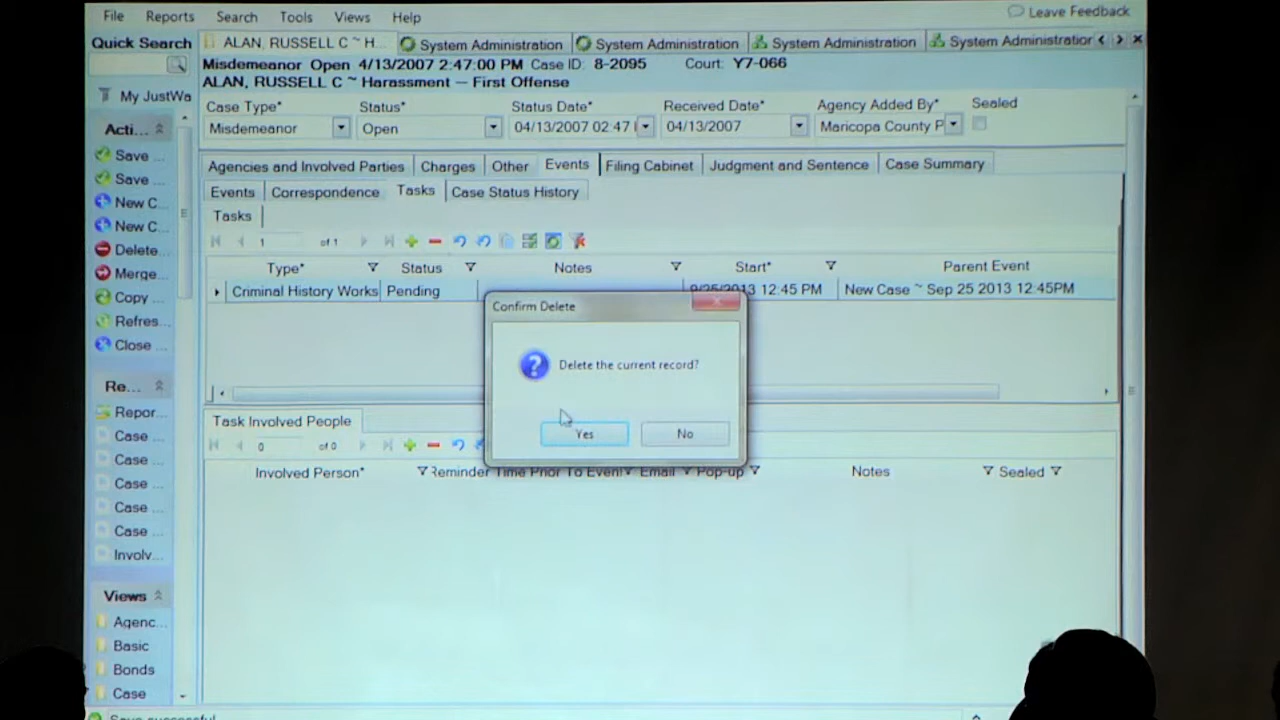 File Reports Search Tools Views Help Leave Feedback
Quick Search ALAN, RUSSELL C ~ H... System Administration System Administration System Administration System Administration
Misdemeanor Open 4/13/2007 2:47:00 PM Case ID: 8-2095 Court: Y7-066
ALAN, RUSSELL C ~ Harassment — First Offense
My JustWa
Case Type* Status* Status Date* Received Date* Agency Added By* Sealed
Misdemeanor Open 04/13/2007 02:47 04/13/2007 Maricopa County P
Acti...
Save ...
Save ...
New C...
New C...
Delete...
Merge...
Copy ...
Refres...
Close ...
Re...
Repor...
Case ...
Case ...
Case ...
Case ...
Case ...
Involv...
Views
Agenc...
Basic
Bonds
Case
Agencies and Involved Parties Charges Other Events Filing Cabinet Judgment and Sentence Case Summary
Events Correspondence Tasks Case Status History
Tasks
1 of 1
Type* Status Notes Start* Parent Event
Criminal History Works Pending 9/25/2013 12:45 PM New Case ~ Sep 25 2013 12:45PM
Confirm Delete
Delete the current record?
Yes No
Task Involved People
0 of 0
Involved Person* Reminder Time Prior To Event Email Pop-up Notes Sealed
Save successful